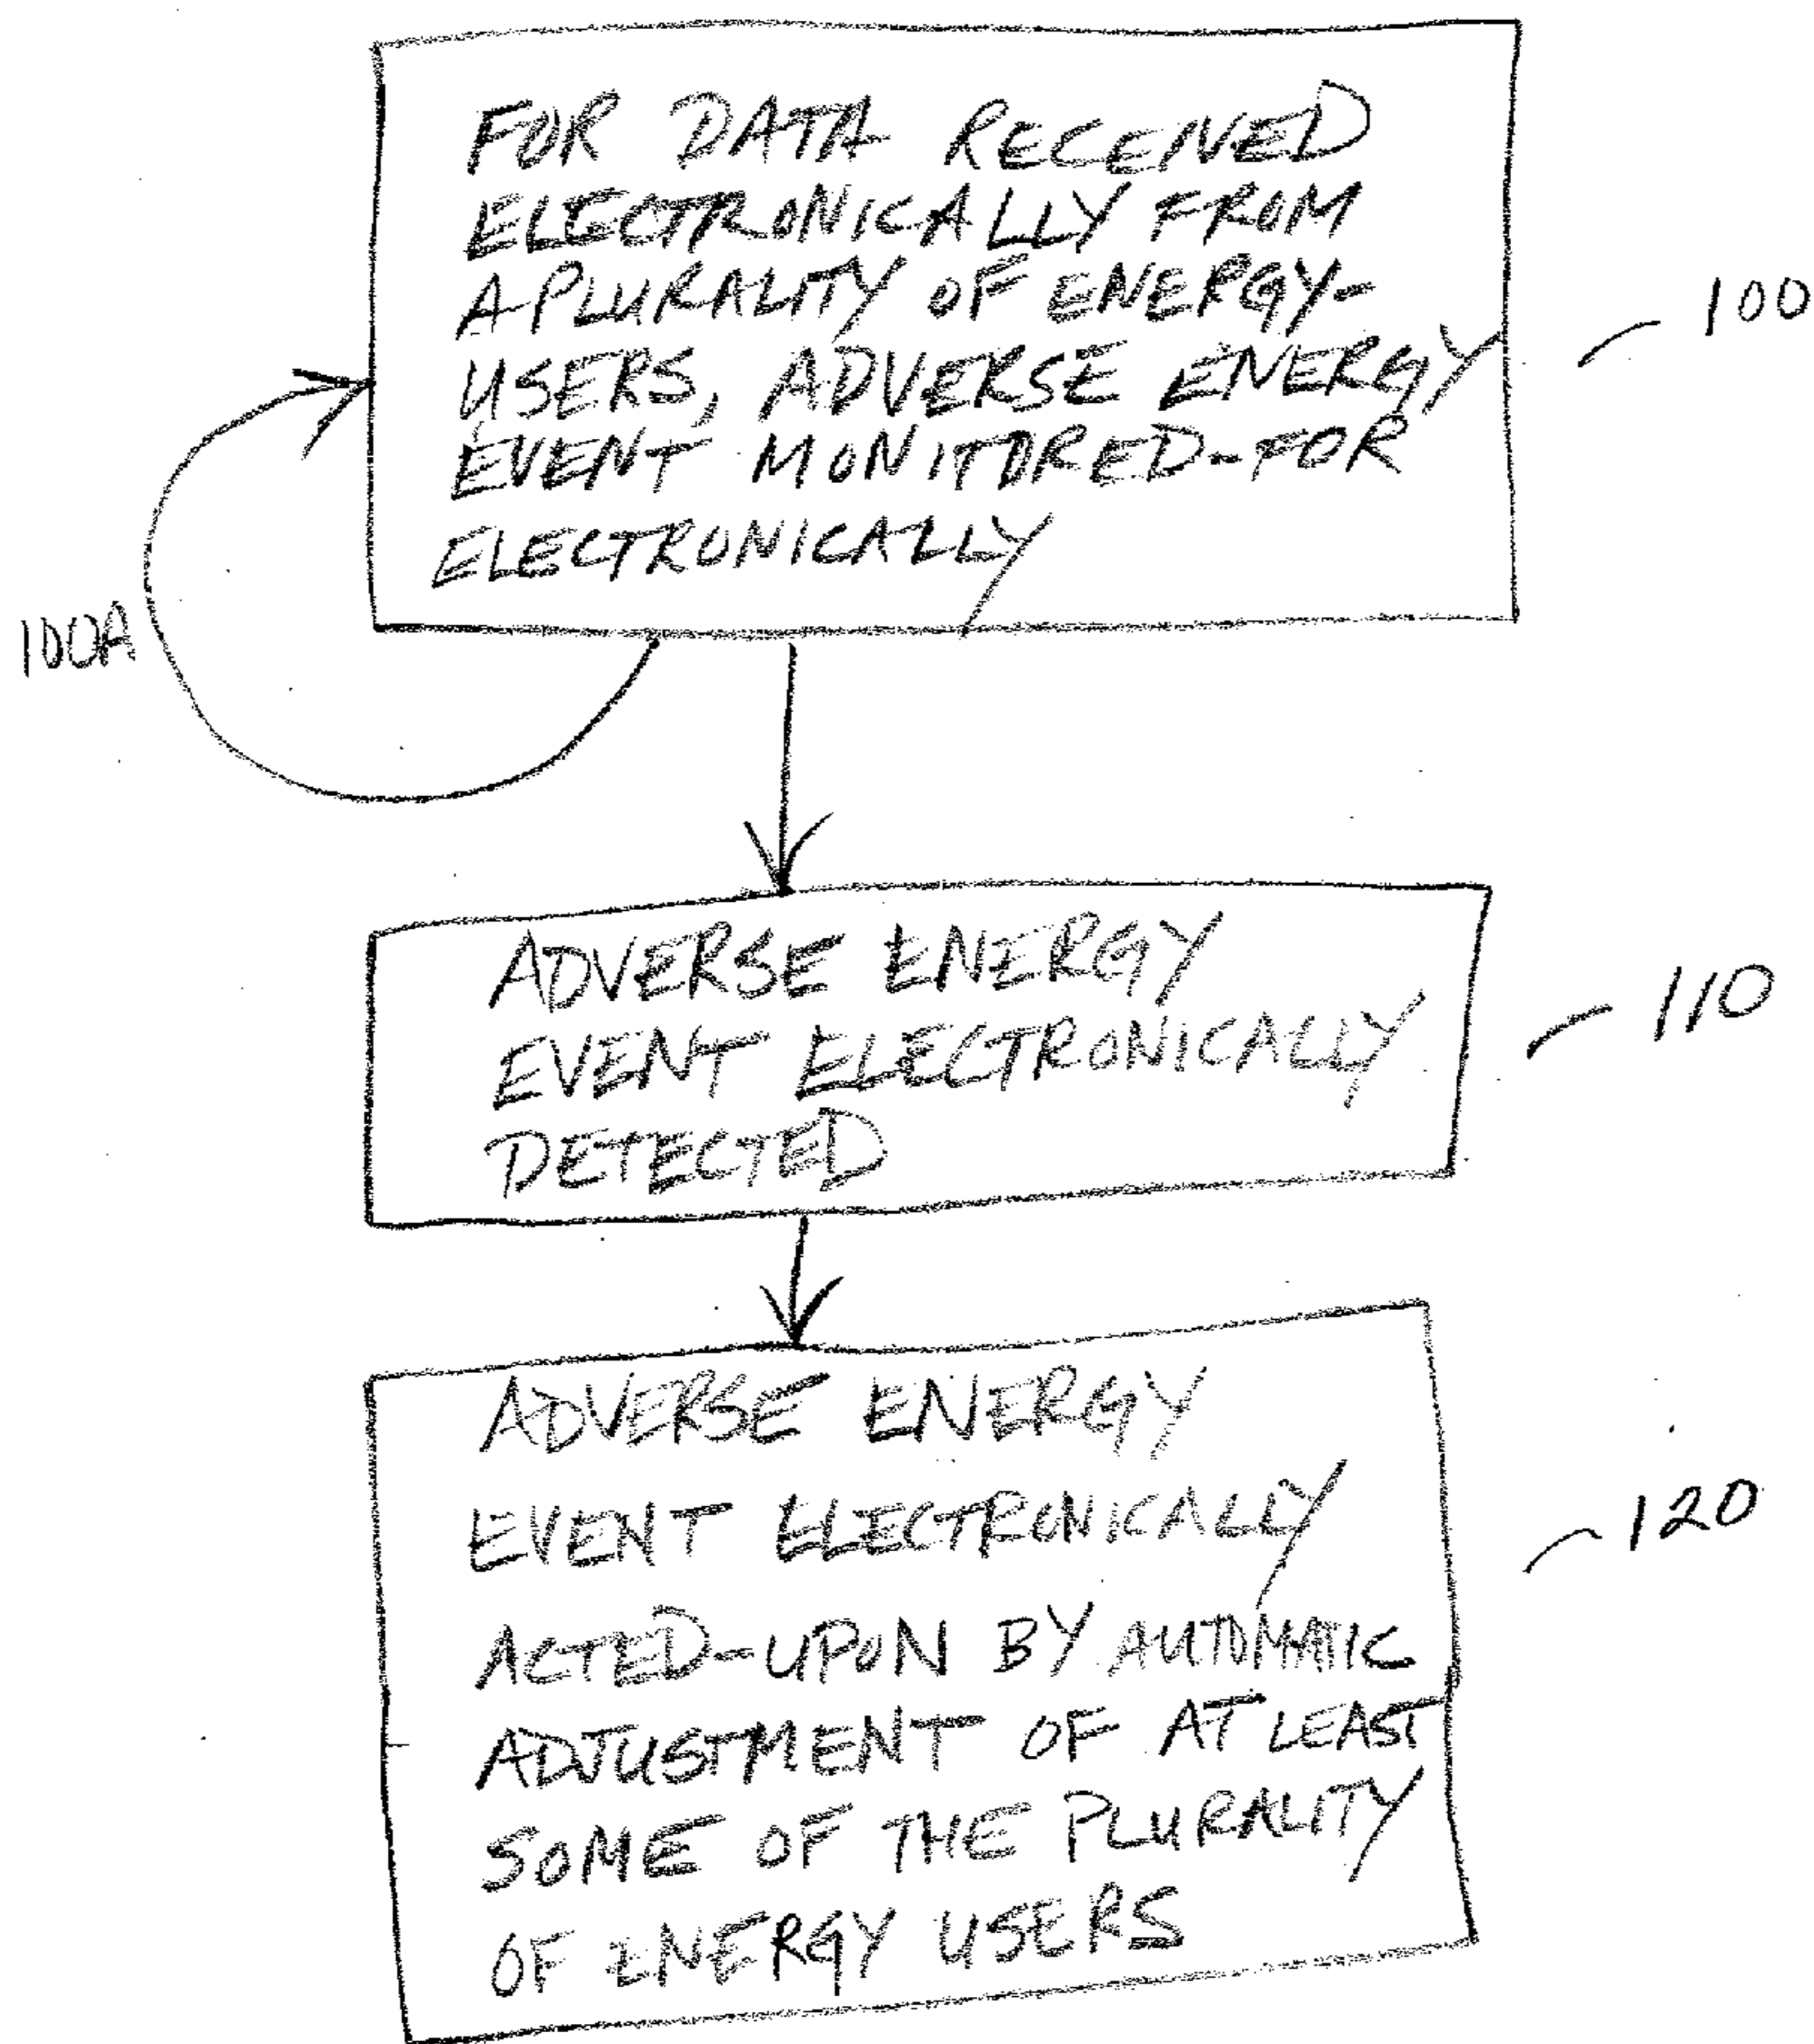 FOR DATA RECEIVED
ELECTRONICALLY FROM
A PLURALITY OF ENERGY-
USERS, ADVERSE ENERGY
EVENT MONITORED-FOR
ELECTRONICALLY
100
100A
ADVERSE ENERGY
EVENT ELECTRONICALLY
DETECTED
110
ADVERSE ENERGY
EVENT ELECTRONICALLY
ACTED-UPON BY AUTOMATIC
ADJUSTMENT OF AT LEAST
SOME OF THE PLURALITY
OF ENERGY USERS
120